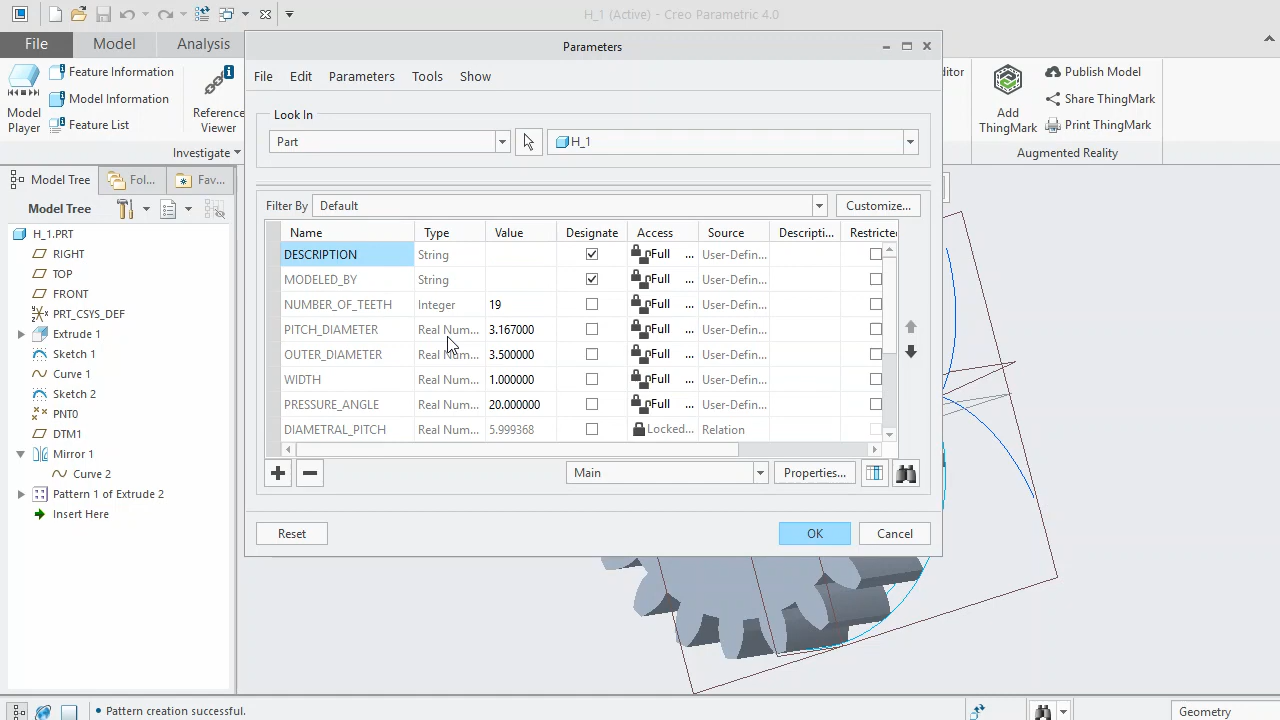 H_1 (Active) - Creo Parametric 4.0
File
Model
Analysis
Feature Information
Model Information
Feature List
Model
Player
Reference
Viewer
Investigate
Add
ThingMark
Publish Model
Share ThingMark
Print ThingMark
Augmented Reality
Parameters
File Edit Parameters Tools Show
Look In
Part
H_1
Filter By Default
Customize...
Name Type Value Designate Access Source Descripti... Restricte
DESCRIPTION String Full ... User-Defin...
MODELED_BY String Full ... User-Defin...
NUMBER_OF_TEETH Integer 19 Full ... User-Defin...
PITCH_DIAMETER Real Num... 3.167000 Full ... User-Defin...
OUTER_DIAMETER Real Num... 3.500000 Full ... User-Defin...
WIDTH Real Num... 1.000000 Full ... User-Defin...
PRESSURE_ANGLE Real Num... 20.000000 Full ... User-Defin...
DIAMETRAL_PITCH Real Num... 5.999368 Locked... Relation
Main
Properties...
Reset
OK
Cancel
Model Tree
Fol...
Fav...
Model Tree
H_1.PRT
RIGHT
TOP
FRONT
PRT_CSYS_DEF
Extrude 1
Sketch 1
Curve 1
Sketch 2
PNT0
DTM1
Mirror 1
Curve 2
Pattern 1 of Extrude 2
Insert Here
• Pattern creation successful.
Geometry